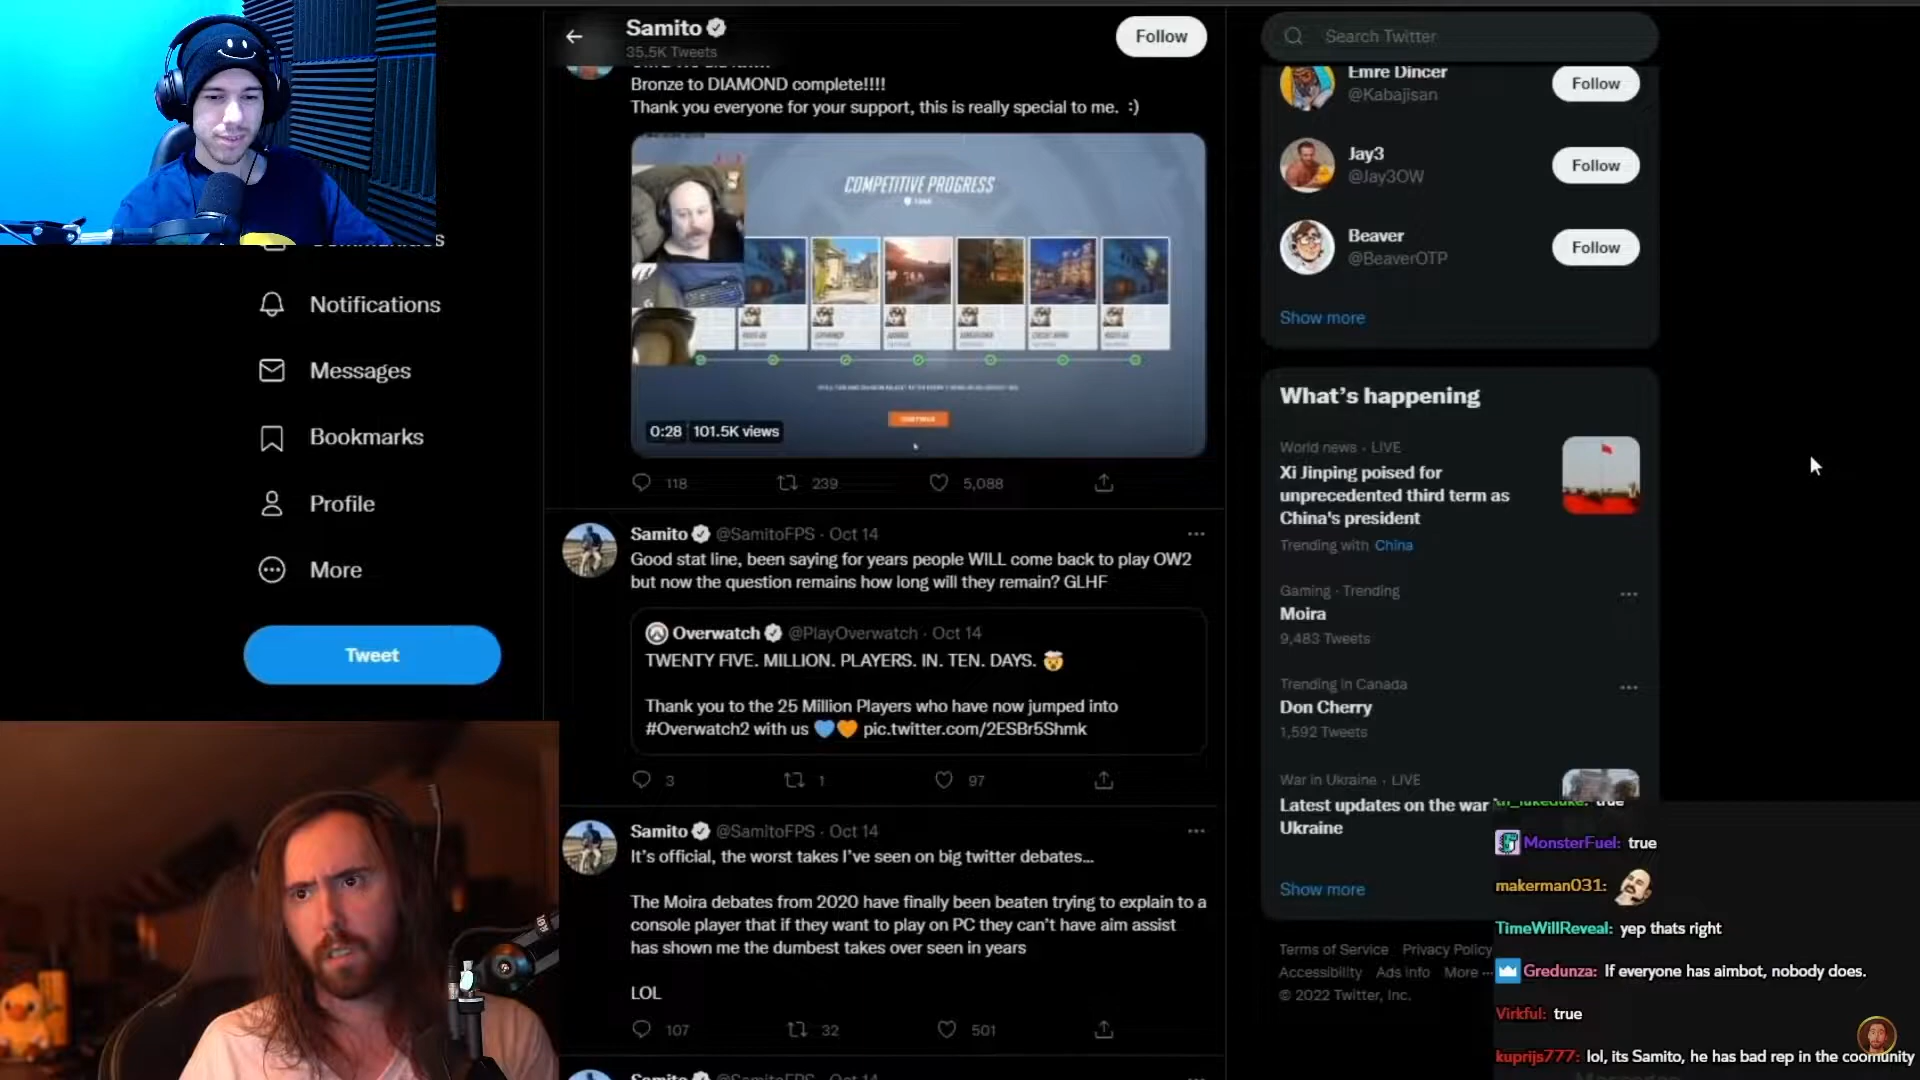 Samito
35.5K Tweets
Follow
Bronze to DIAMOND complete!!!!
Thank you everyone for your support, this is really special to me. :)
COMPETITIVE PROGRESS
CONTINUE
0:28 101.5K views
118 239 5,088
Samito @SamitoFPS · Oct 14
Good stat line, been saying for years people WILL come back to play OW2
but now the question remains how long will they remain? GLHF
Overwatch @PlayOverwatch · Oct 14
TWENTY FIVE. MILLION. PLAYERS. IN. TEN. DAYS. 🤯
Thank you to the 25 Million Players who have now jumped into
#Overwatch2 with us 💙🧡 pic.twitter.com/2ESBr5Shmk
3 1 97
Samito @SamitoFPS · Oct 14
It's official, the worst takes I've seen on big twitter debates...
The Moira debates from 2020 have finally been beaten trying to explain to a
console player that if they want to play on PC they can't have aim assist
has shown me the dumbest takes over seen in years
LOL
107 32 501
Samito @SamitoFPS · Oct 14
Notifications
Messages
Bookmarks
Profile
More
Tweet
Search Twitter
Emre Dincer
@Kabajisan
Follow
Jay3
@Jay3OW
Follow
Beaver
@BeaverOTP
Follow
Show more
What's happening
World news · LIVE
Xi Jinping poised for
unprecedented third term as
China's president
Trending with China
Gaming · Trending
Moira
9,483 Tweets
Trending in Canada
Don Cherry
1,592 Tweets
War in Ukraine · LIVE
Latest updates on the war
Ukraine
Show more
Terms of Service Privacy Policy
Accessibility Ads info More ...
© 2022 Twitter, Inc.
true
MonsterFuel: true
makerman031:
TimeWillReveal: yep thats right
Gredunza: If everyone has aimbot, nobody does.
Virkful: true
kuprijs777: lol, its Samito, he has bad rep in the coomunity